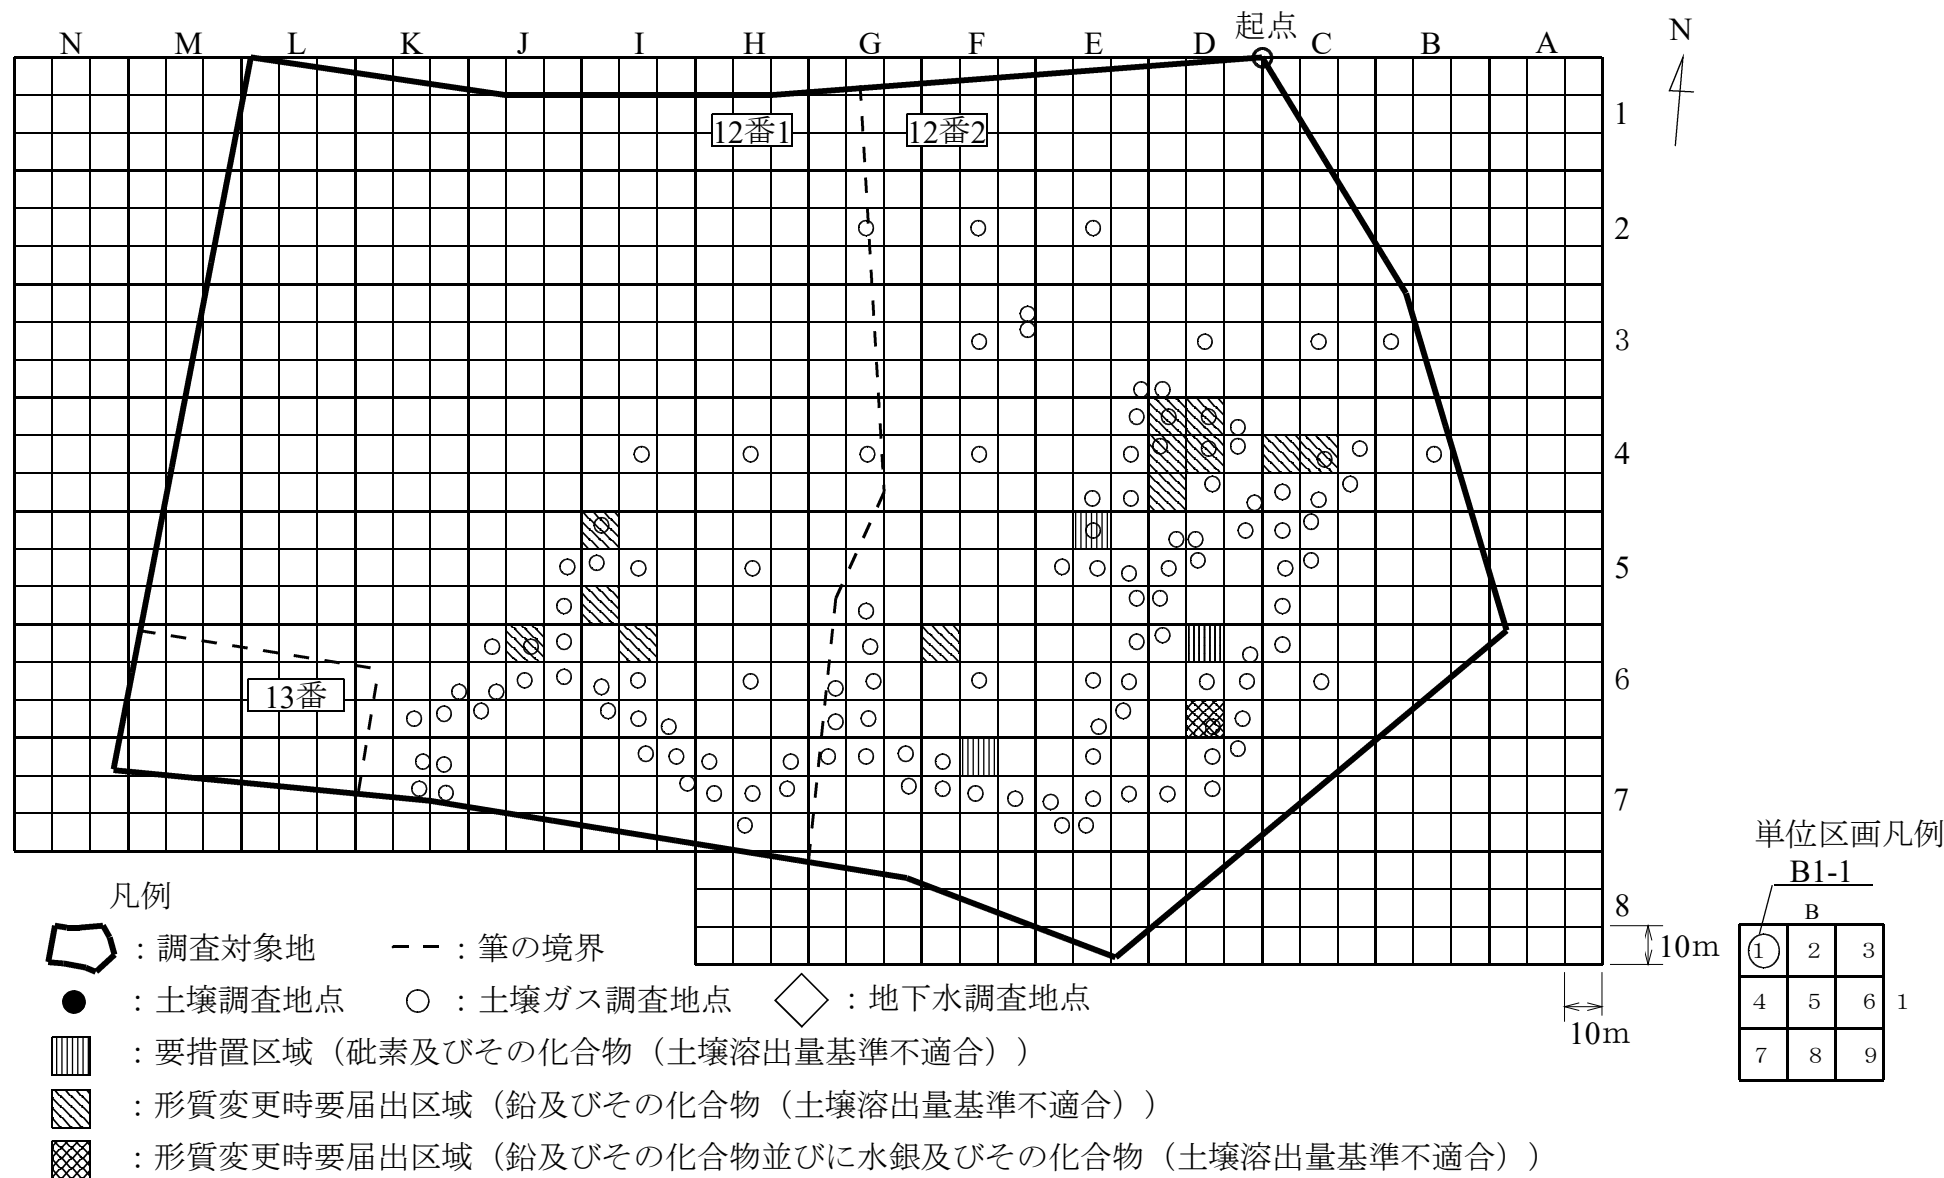 起点
N
N M L K J I H G F E D C B A
12番1
12番2
1
2
3
4
5
6
13番
7
8
10m
10m
凡例
：調査対象地
：筆の境界
：土壌調査地点
：土壌ガス調査地点
：地下水調査地点
：要措置区域（砒素及びその化合物（土壌溶出量基準不適合））
：形質変更時要届出区域（鉛及びその化合物（土壌溶出量基準不適合））
：形質変更時要届出区域（鉛及びその化合物並びに水銀及びその化合物（土壌溶出量基準不適合））
単位区画凡例
B1-1
B
1 2 3
4 5 6 1
7 8 9